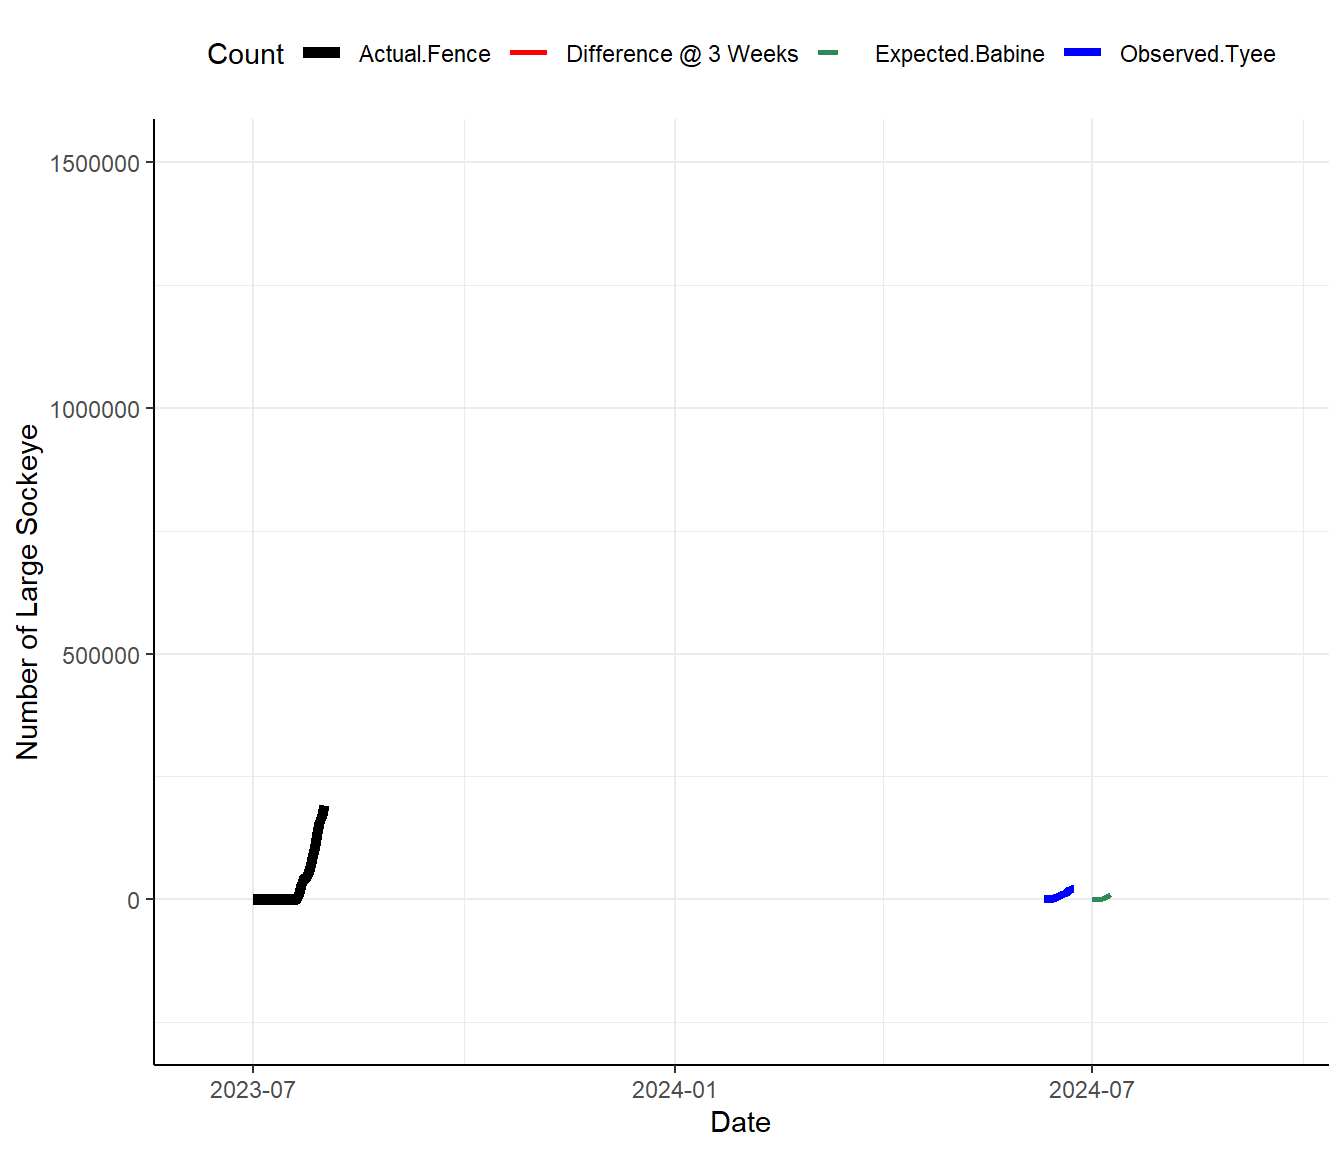 Count Actual.Fence Difference @ 3 Weeks Expected.Babine Observed.Tyee
1500000
1000000
500000
0
Number of Large Sockeye
2023-07 2024-01 2024-07
Date